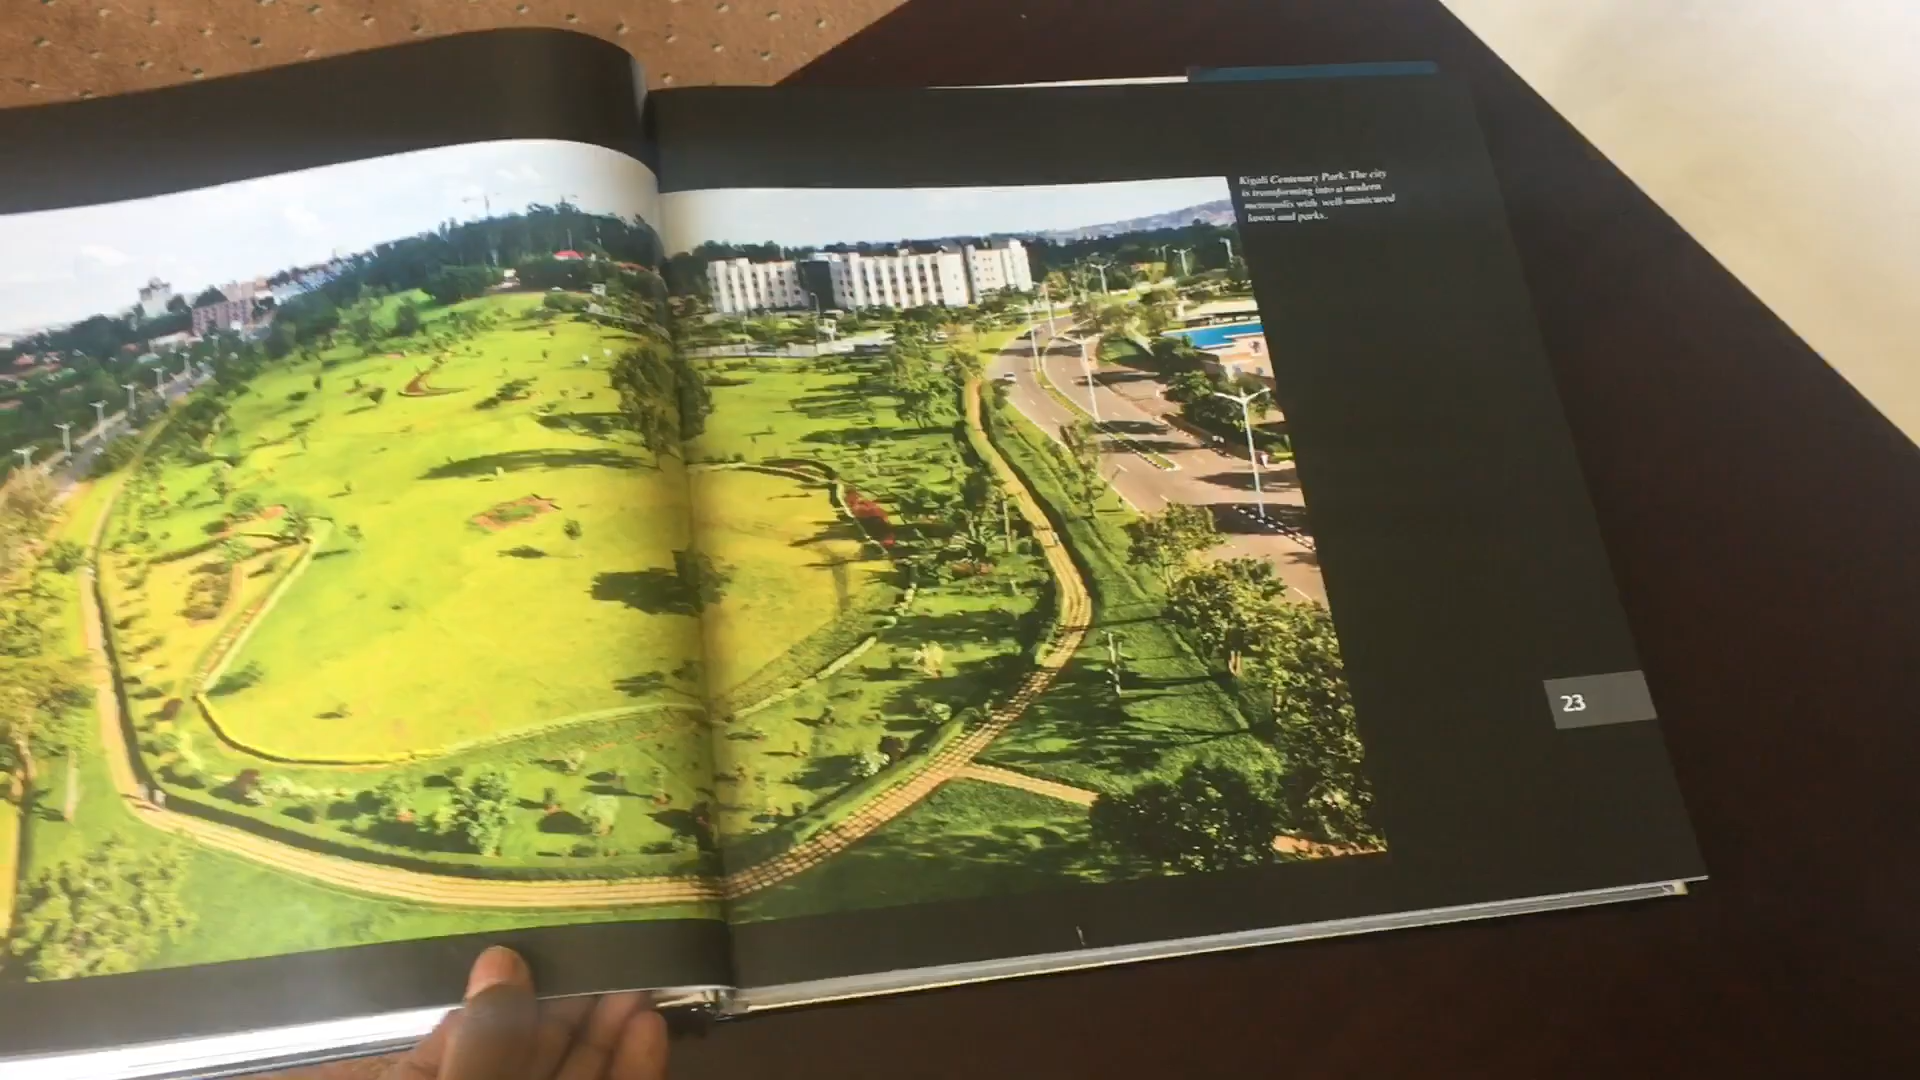 Kigali Centenary Park. The city
is transforming into a modern
metropolis with well-manicured
lawns and parks.
23